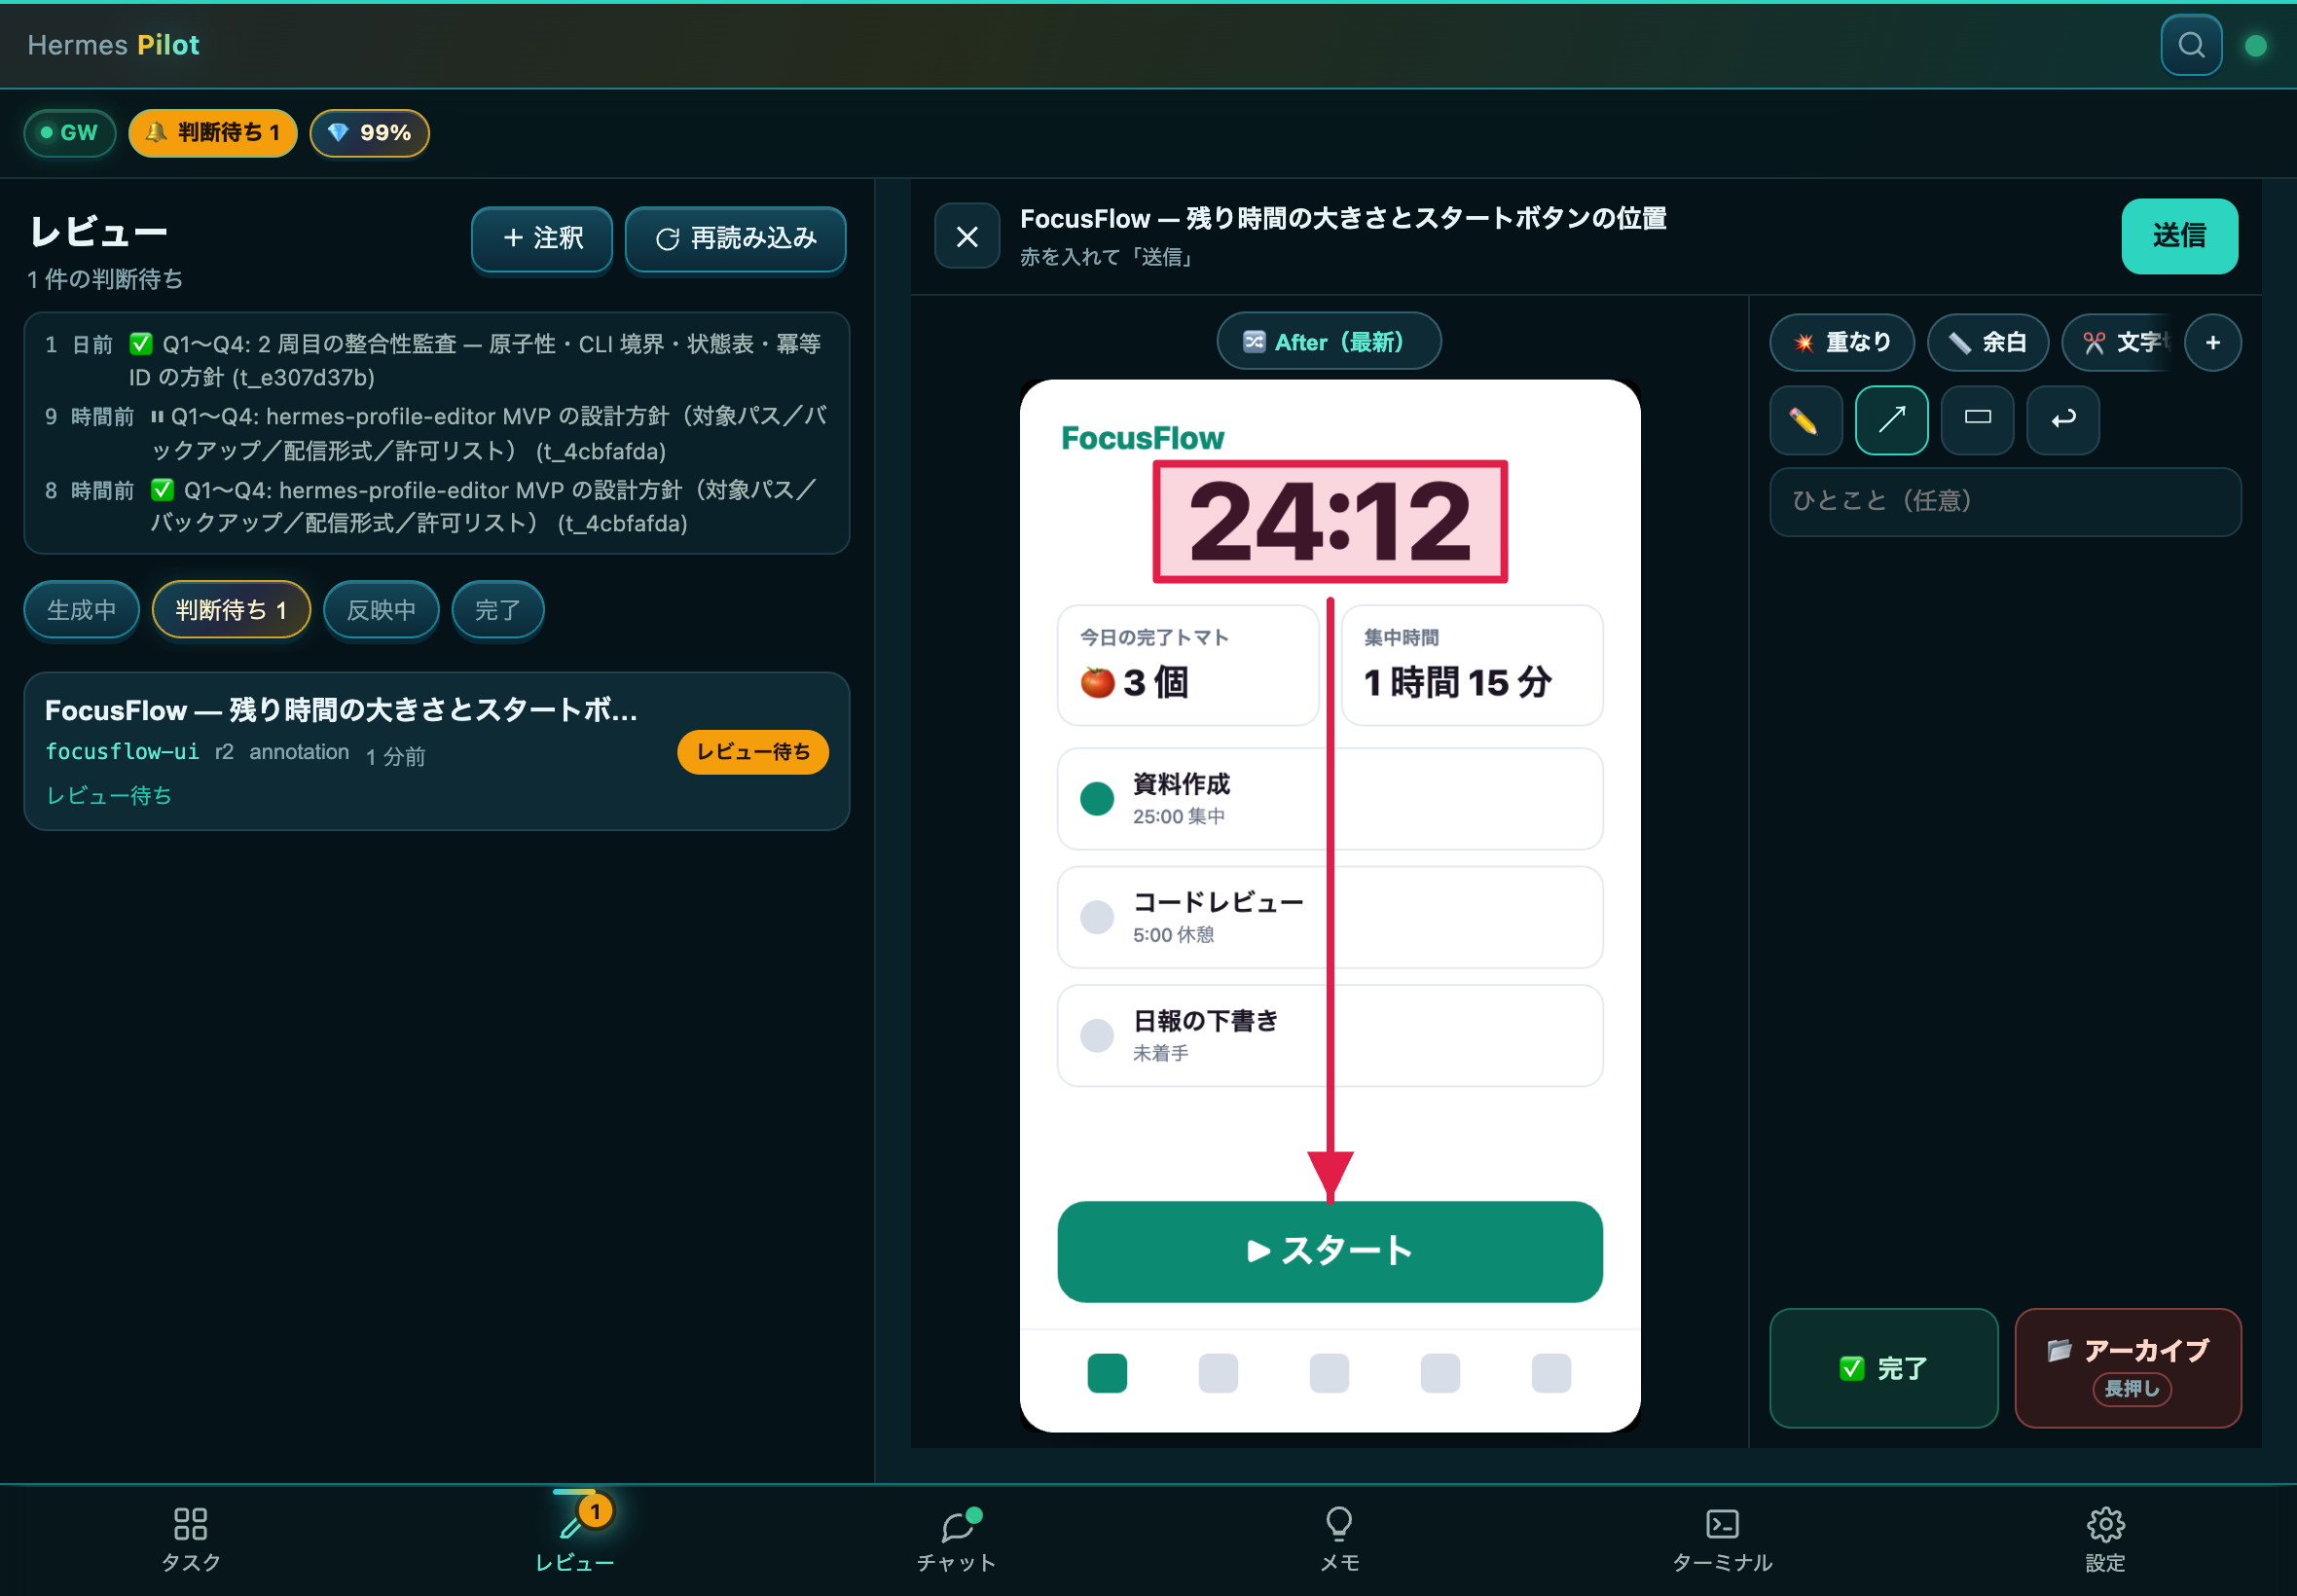 Hermes Pilot
GW
判断待ち 1
99%
レビュー
1 件の判断待ち
+ 注釈
再読み込み
1 日前 ✅ Q1〜Q4: 2 周目の整合性監査 — 原子性・CLI 境界・状態表・冪等
ID の方針 (t_e307d37b)
9 時間前 ⏸ Q1〜Q4: hermes-profile-editor MVP の設計方針（対象パス／バ
ックアップ／配信形式／許可リスト） (t_4cbfafda)
8 時間前 ✅ Q1〜Q4: hermes-profile-editor MVP の設計方針（対象パス／
バックアップ／配信形式／許可リスト） (t_4cbfafda)
生成中
判断待ち 1
反映中
完了
FocusFlow — 残り時間の大きさとスタートボ...
focusflow-ui r2 annotation 1 分前
レビュー待ち
レビュー待ち
FocusFlow — 残り時間の大きさとスタートボタンの位置
赤を入れて「送信」
送信
After（最新）
FocusFlow
24:12
今日の完了トマト
🍅 3 個
集中時間
1 時間 15 分
資料作成
25:00 集中
コードレビュー
5:00 休憩
日報の下書き
未着手
▶ スタート
重なり
余白
文字
+
ひとこと（任意）
✅ 完了
アーカイブ
長押し
タスク
1
レビュー
チャット
メモ
ターミナル
設定